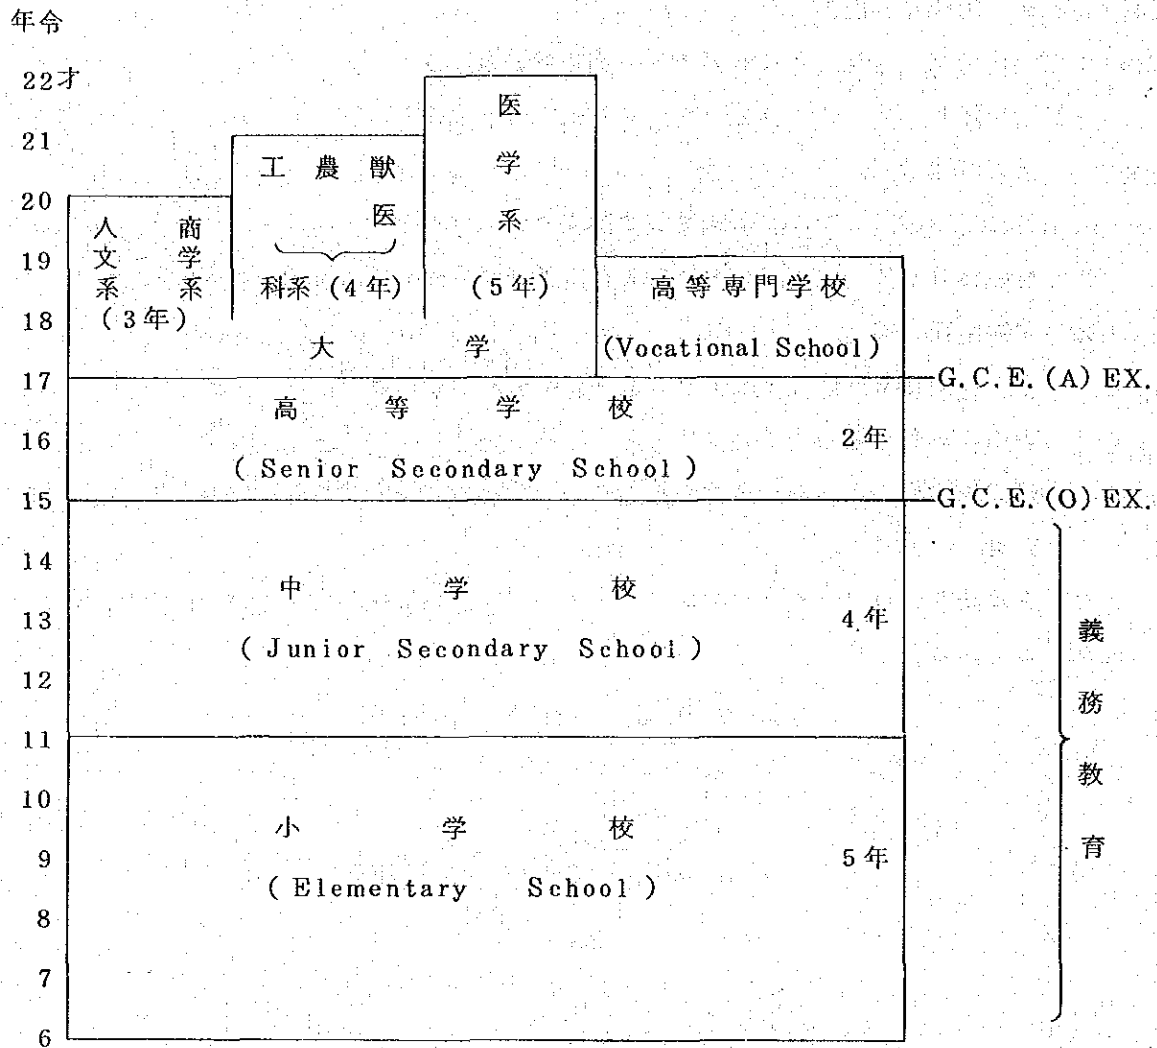 年令
22才
医学系
21
工農獣医
20
人文系
商学系
19
科系(4年)
(5年)
高等専門学校
18
(3年)
大学
(Vocational School)
17
G.C.E.(A)EX.
高等学校
16
2年
(Senior Secondary School)
15
G.C.E.(O)EX.
14
中学校
13
4年
(Junior Secondary School)
義務教育
12
11
10
小学校
9
5年
(Elementary School)
8
7
6